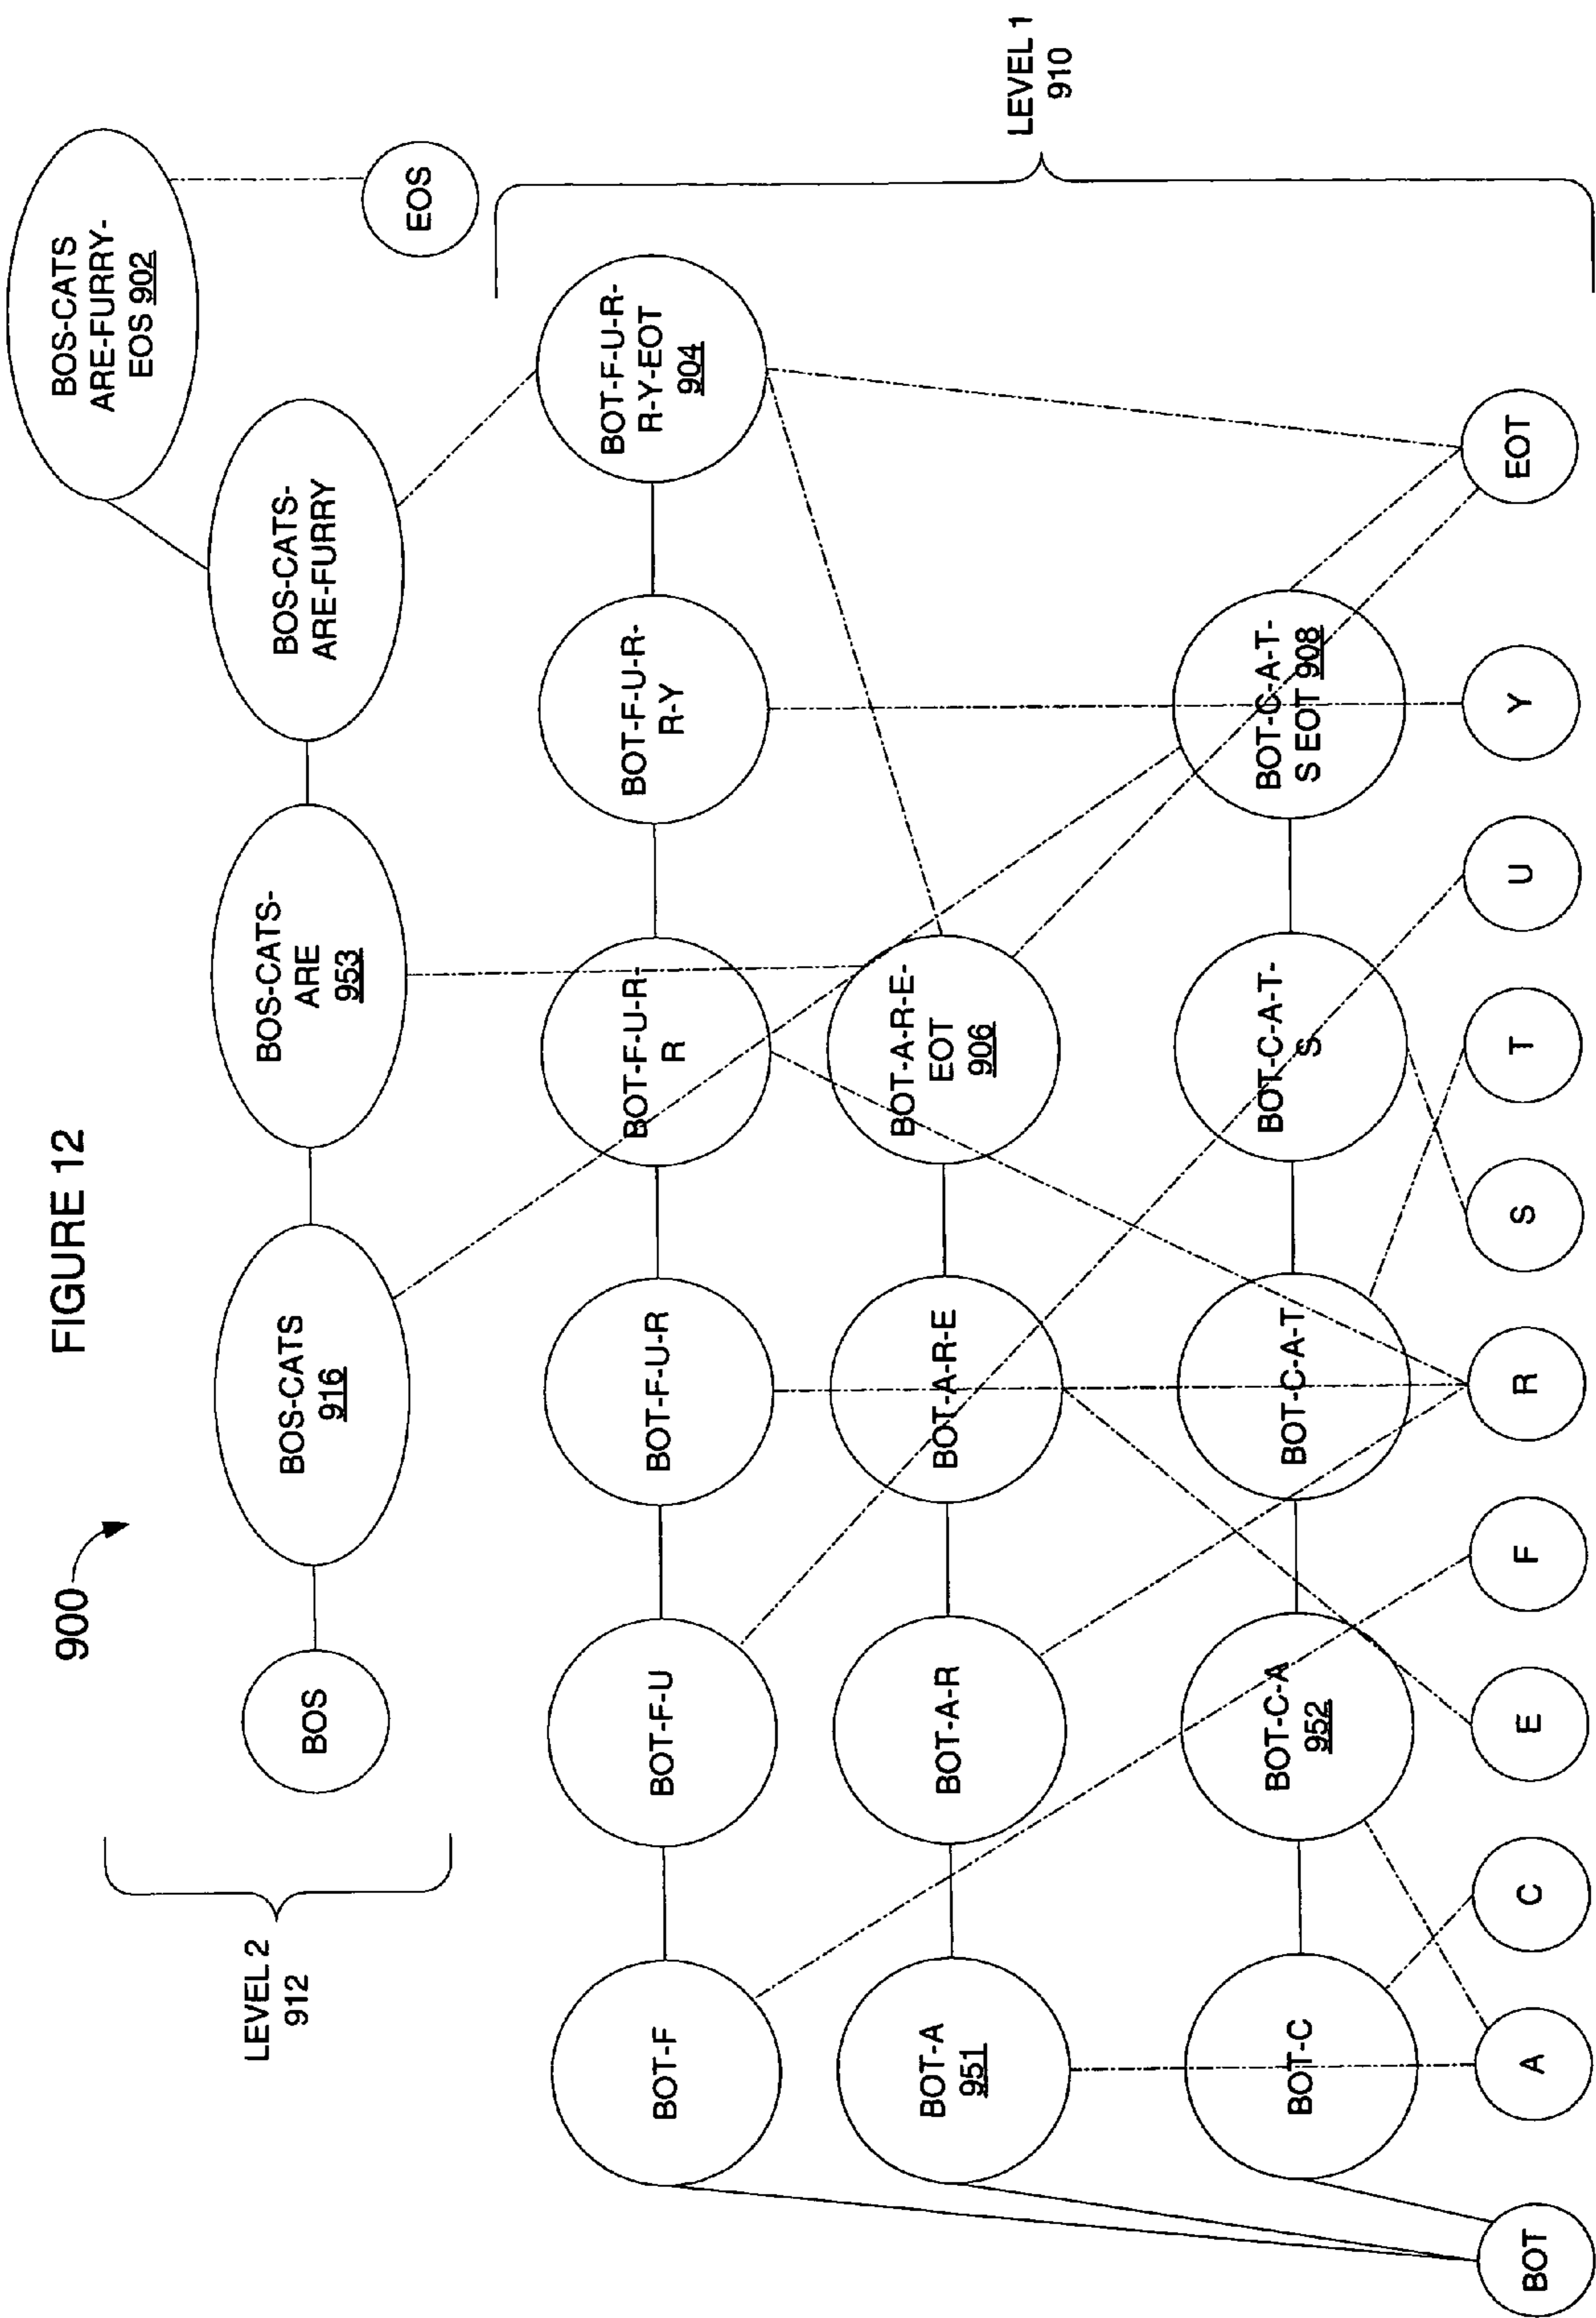 FIGURE 12
900
LEVEL 2
912
BOS
BOS-CATS
916
BOS-CATS-
ARE
953
BOS-CATS-
ARE-FURRY
BOS-CATS
ARE-FURRY-
EOS 902
EOS
LEVEL 1
910
BOT-F
BOT-F-U
BOT-F-U-R
BOT-F-U-R-
R
BOT-F-U-R-
R-Y
BOT-F-U-R-
R-Y-EOT
904
BOT-A
951
BOT-A-R
BOT-A-R-E
BOT-A-R-E-
EOT
906
BOT-C
BOT-C-A
952
BOT-C-A-T
BOT-C-A-T-
S
BOT-C-A-T-
S EOT 908
BOT
A
C
E
F
R
S
T
U
Y
EOT